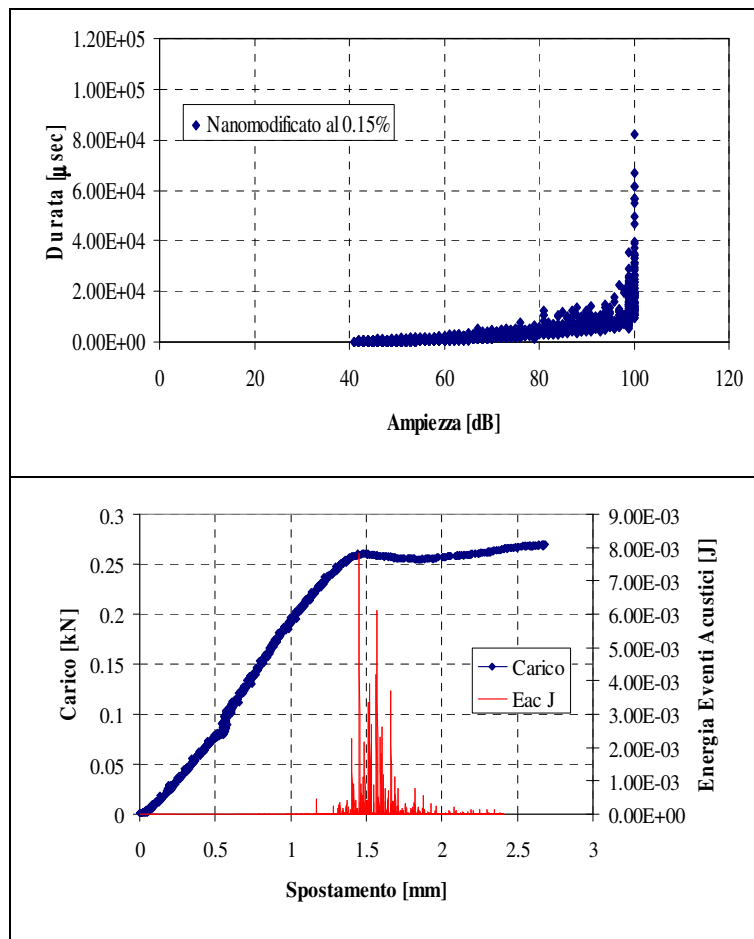 1.20E+05
1.00E+05
8.00E+04
6.00E+04
4.00E+04
2.00E+04
0.00E+00
Durata [µsec]
Nanomodificato al 0.15%
0 20 40 60 80 100 120
Ampiezza [dB]
0.3
0.25
0.2
0.15
0.1
0.05
0
Carico [kN]
Carico
Eac J
9.00E-03
8.00E-03
7.00E-03
6.00E-03
5.00E-03
4.00E-03
3.00E-03
2.00E-03
1.00E-03
0.00E+00
Energia Eventi Acustici [J]
0 0.5 1 1.5 2 2.5 3
Spostamento [mm]